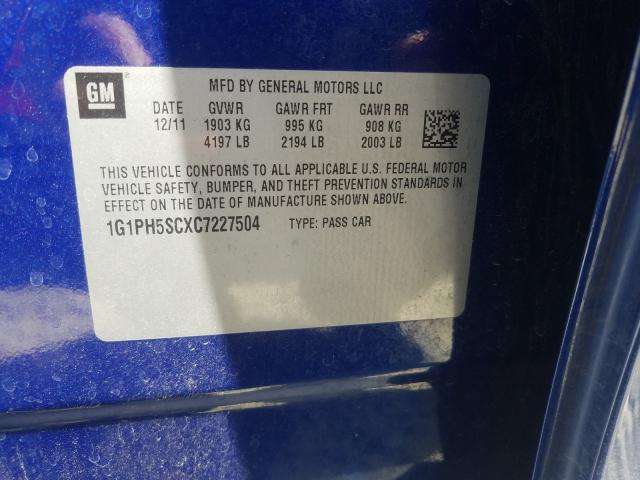 GM
MFD BY GENERAL MOTORS LLC
DATE GVWR GAWR FRT GAWR RR
12/11 1903 KG 995 KG 908 KG
4197 LB 2194 LB 2003 LB
THIS VEHICLE CONFORMS TO ALL APPLICABLE U.S. FEDERAL MOTOR
VEHICLE SAFETY, BUMPER, AND THEFT PREVENTION STANDARDS IN
EFFECT ON THE DATE OF MANUFACTURE SHOWN ABOVE.
1G1PH5SCXC7227504 TYPE: PASS CAR